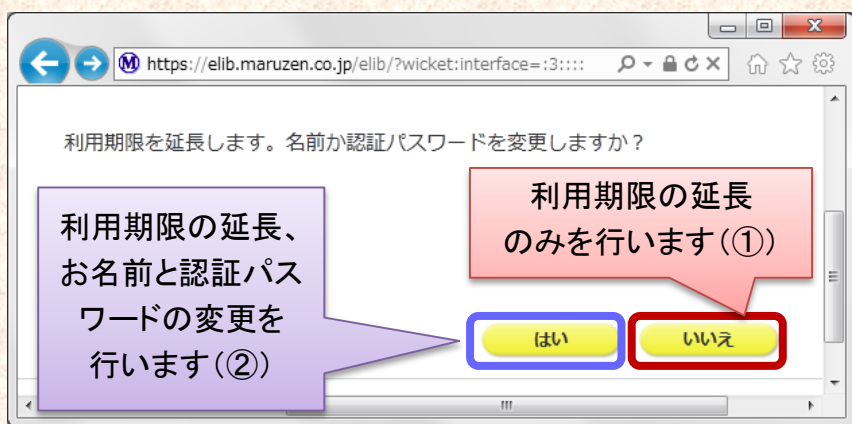 https://elib.maruzen.co.jp/elib/?wicket:interface=:3::::
利用期限を延長します。名前か認証パスワードを変更しますか？
利用期限の延長
のみを行います(①)
利用期限の延長、
お名前と認証パス
ワードの変更を
行います(②)
はい
いいえ